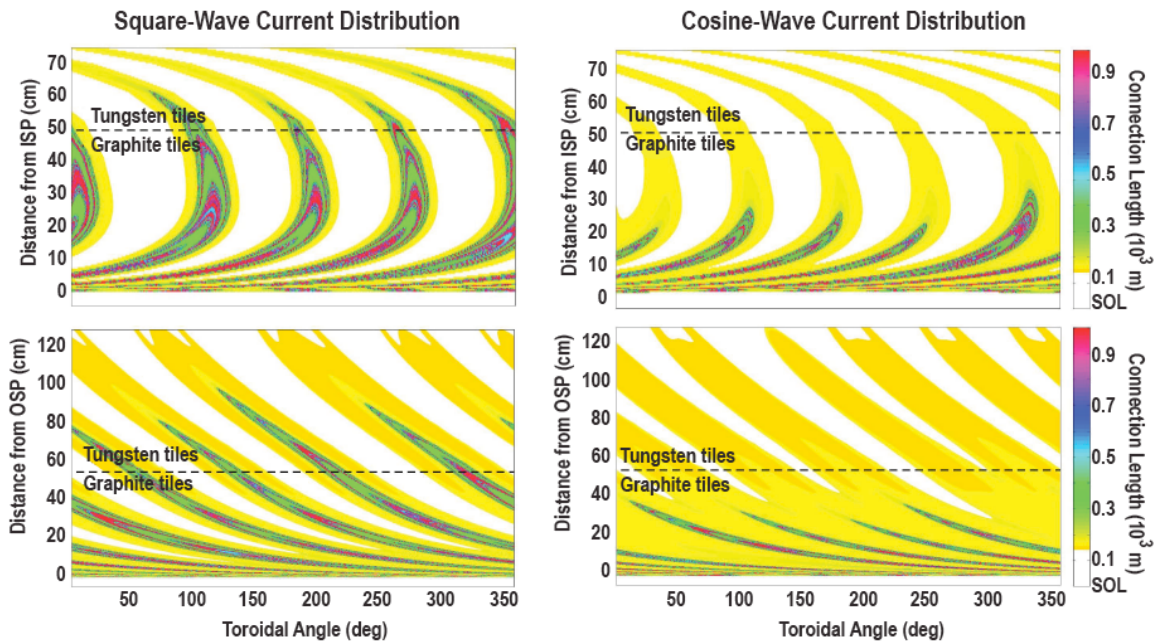 Square-Wave Current Distribution
Cosine-Wave Current Distribution
Distance from ISP (cm)
70
60
50
40
30
20
10
0
Tungsten tiles
Graphite tiles
Distance from ISP (cm)
70
60
50
40
30
20
10
0
Tungsten tiles
Graphite tiles
0.9
0.7
0.5
0.3
0.1
SOL
Connection Length (10³ m)
Distance from OSP (cm)
120
100
80
60
40
20
0
Tungsten tiles
Graphite tiles
50 100 150 200 250 300 350
Toroidal Angle (deg)
Distance from OSP (cm)
120
100
80
60
40
20
0
Tungsten tiles
Graphite tiles
50 100 150 200 250 300 350
Toroidal Angle (deg)
0.9
0.7
0.5
0.3
0.1
SOL
Connection Length (10³ m)